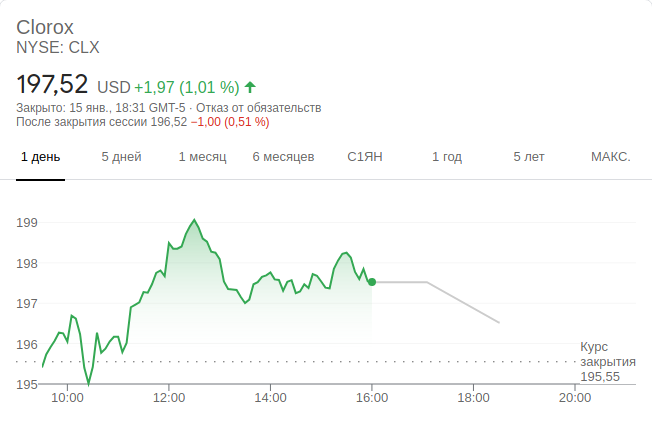 Clorox
NYSE: CLX
197,52 USD +1,97 (1,01 %)
Закрыто: 15 янв., 18:31 GMT-5 · Отказ от обязательств
После закрытия сессии 196,52 −1,00 (0,51 %)
1 день 5 дней 1 месяц 6 месяцев С1ЯН 1 год 5 лет МАКС.
199
198
197
196
195
Курс
закрытия
195,55
10:00 12:00 14:00 16:00 18:00 20:00